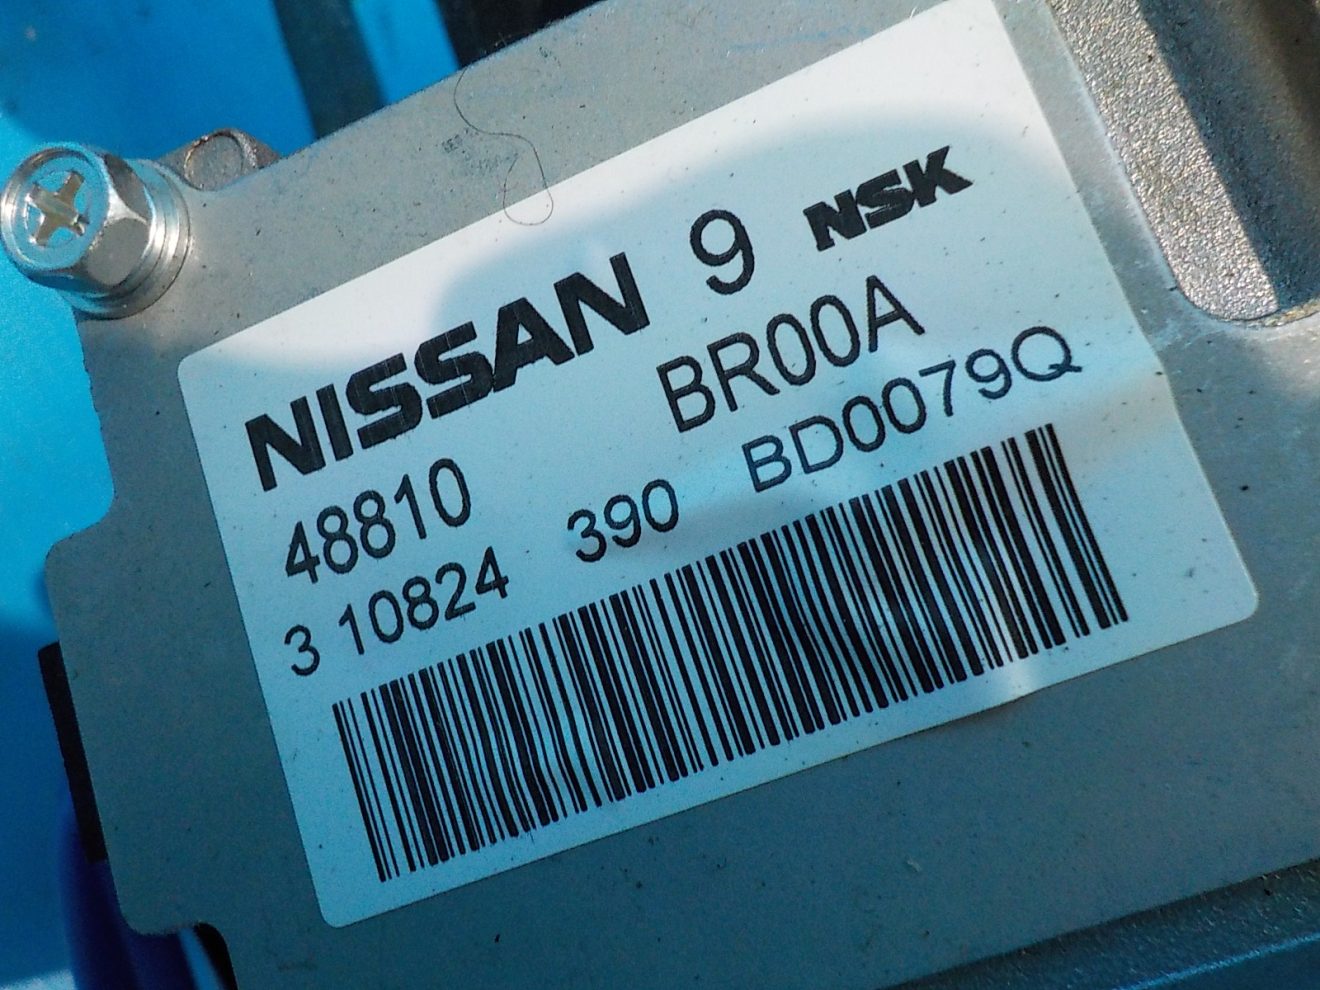 NISSAN 9 NSK
48810 BR00A
3 10824 390 BD0079Q